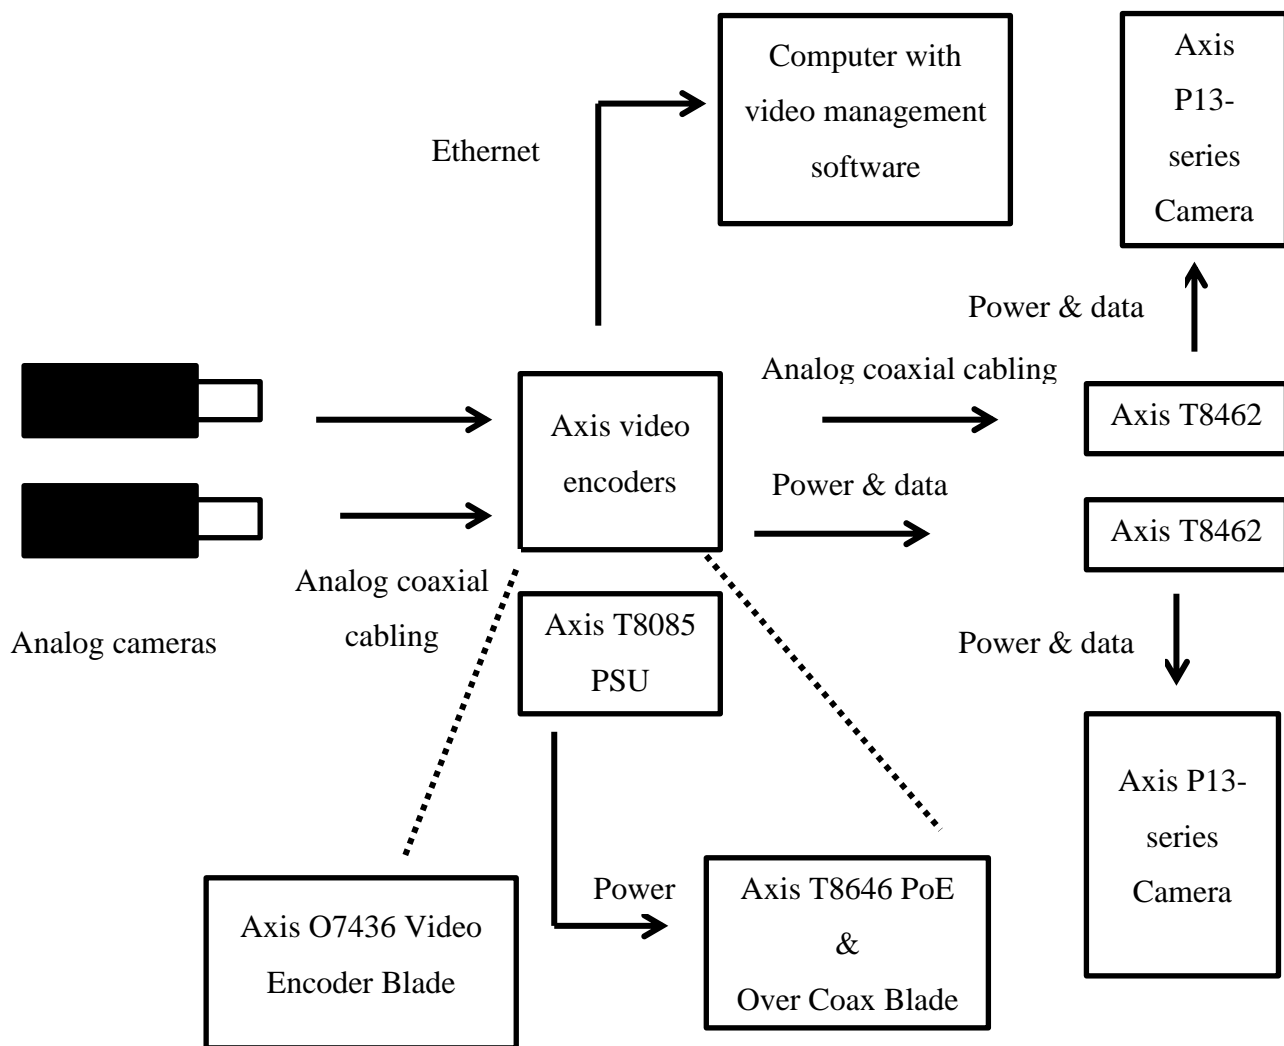 Computer with
video management
software
Axis
P13-
series
Camera
Ethernet
Power & data
Analog coaxial cabling
Axis video
encoders
Axis T8462
Power & data
Axis T8462
Analog coaxial
cabling
Analog cameras
Axis T8085
PSU
Power & data
Axis P13-
series
Camera
Power
Axis T8646 PoE
&
Over Coax Blade
Axis O7436 Video
Encoder Blade